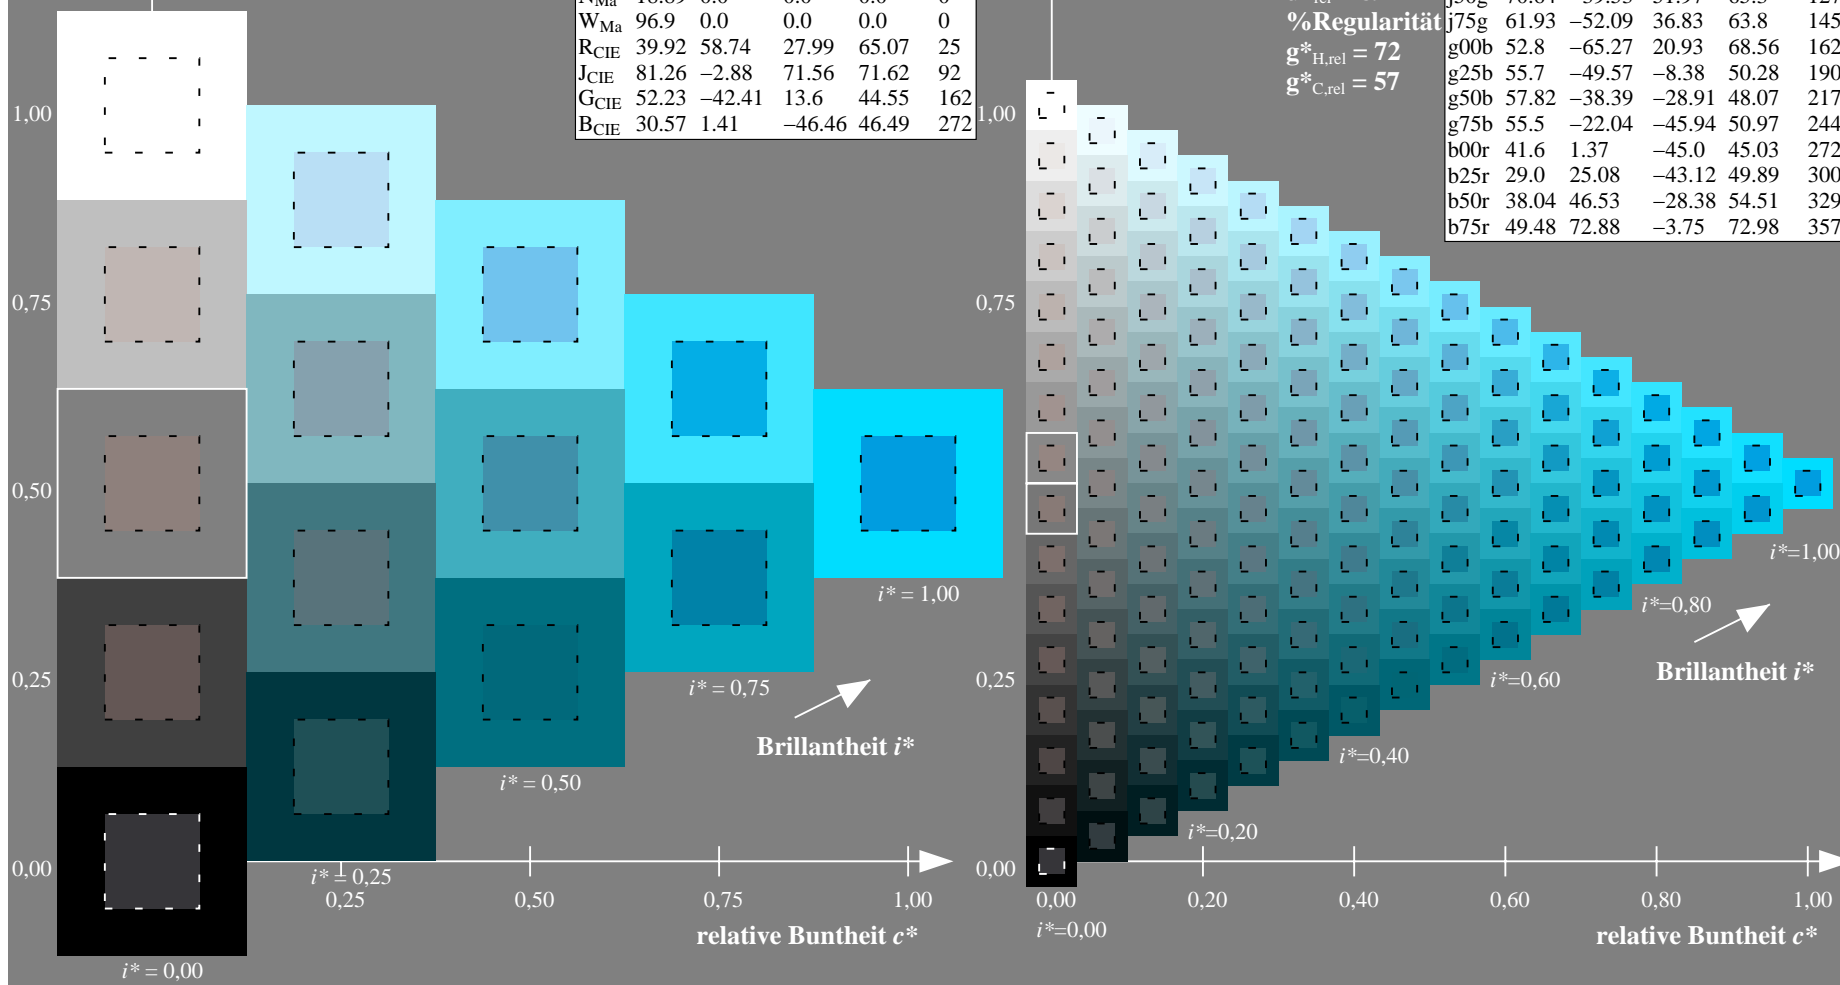 W_Ma 96.9 0.0 0.0 0.0 0
R_CIE 39.92 58.74 27.99 65.07 25
J_CIE 81.26 −2.88 71.56 71.62 92
G_CIE 52.23 −42.41 13.6 44.55 162
B_CIE 30.57 1.41 −46.46 46.49 272
1,00
0,75
0,50
0,25
0,00
i* = 1,00
i* = 0,75
Brillantheit i*
i* = 0,50
i* = 0,25
0,25 0,50 0,75 1,00
relative Buntheit c*
i* = 0,00
%Regularität
g*H,rel = 72
g*C,rel = 57
j75g 61.93 −52.09 36.83 63.8 145
g00b 52.8 −65.27 20.93 68.56 162
g25b 55.7 −49.57 −8.38 50.28 190
g50b 57.82 −38.39 −28.91 48.07 217
g75b 55.5 −22.04 −45.94 50.97 244
b00r 41.6 1.37 −45.0 45.03 272
b25r 29.0 25.08 −43.12 49.89 300
b50r 38.04 46.53 −28.38 54.51 329
b75r 49.48 72.88 −3.75 72.98 357
1,00
0,75
0,25
0,00
i*=1,00
i*=0,80
Brillantheit i*
i*=0,60
i*=0,40
i*=0,20
0,00 0,20 0,40 0,60 0,80 1,00
i*=0,00
relative Buntheit c*